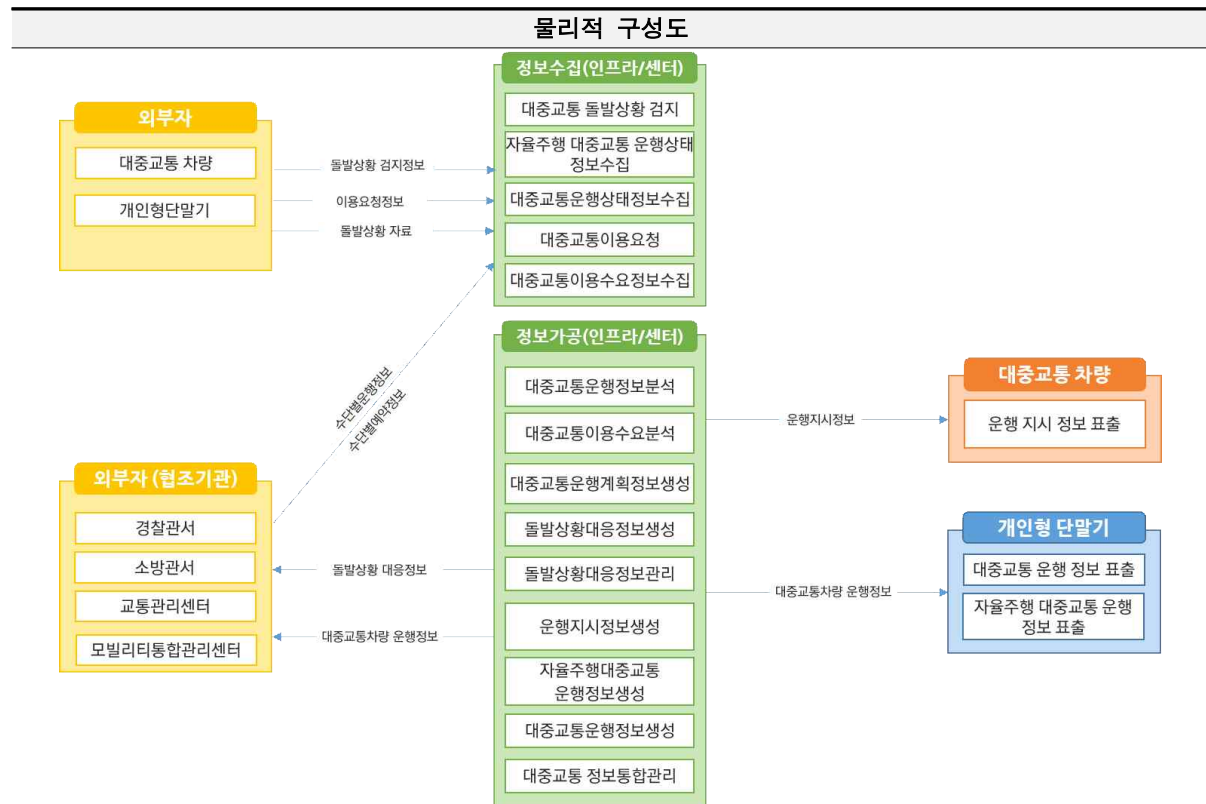 물리적 구성도
외부자
대중교통 차량
개인형단말기
돌발상황 검지정보
이용요청정보
돌발상황 자료
정보수집(인프라/센터)
대중교통 돌발상황 검지
자율주행 대중교통 운행상태
정보수집
대중교통운행상태정보수집
대중교통이용요청
대중교통이용수요정보수집
수단별운행정보
수단별예약정보
외부자 (협조기관)
경찰관서
소방관서
교통관리센터
모빌리티통합관리센터
돌발상황 대응정보
대중교통차량 운행정보
정보가공(인프라/센터)
대중교통운행정보분석
대중교통이용수요분석
대중교통운행계획정보생성
돌발상황대응정보생성
돌발상황대응정보관리
운행지시정보생성
자율주행대중교통
운행정보생성
대중교통운행정보생성
대중교통 정보통합관리
운행지시정보
대중교통차량 운행정보
대중교통 차량
운행 지시 정보 표출
개인형 단말기
대중교통 운행 정보 표출
자율주행 대중교통 운행
정보 표출